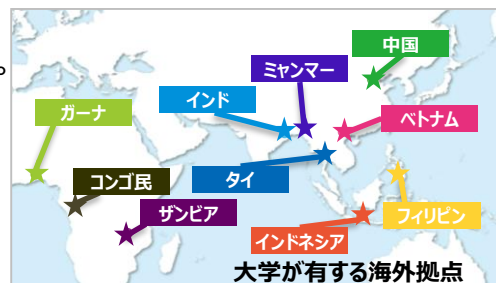 中国
ミャンマー
インド
ガーナ
ベトナム
コンゴ民
タイ
ザンビア
フィリピン
インドネシア
大学が有する海外拠点